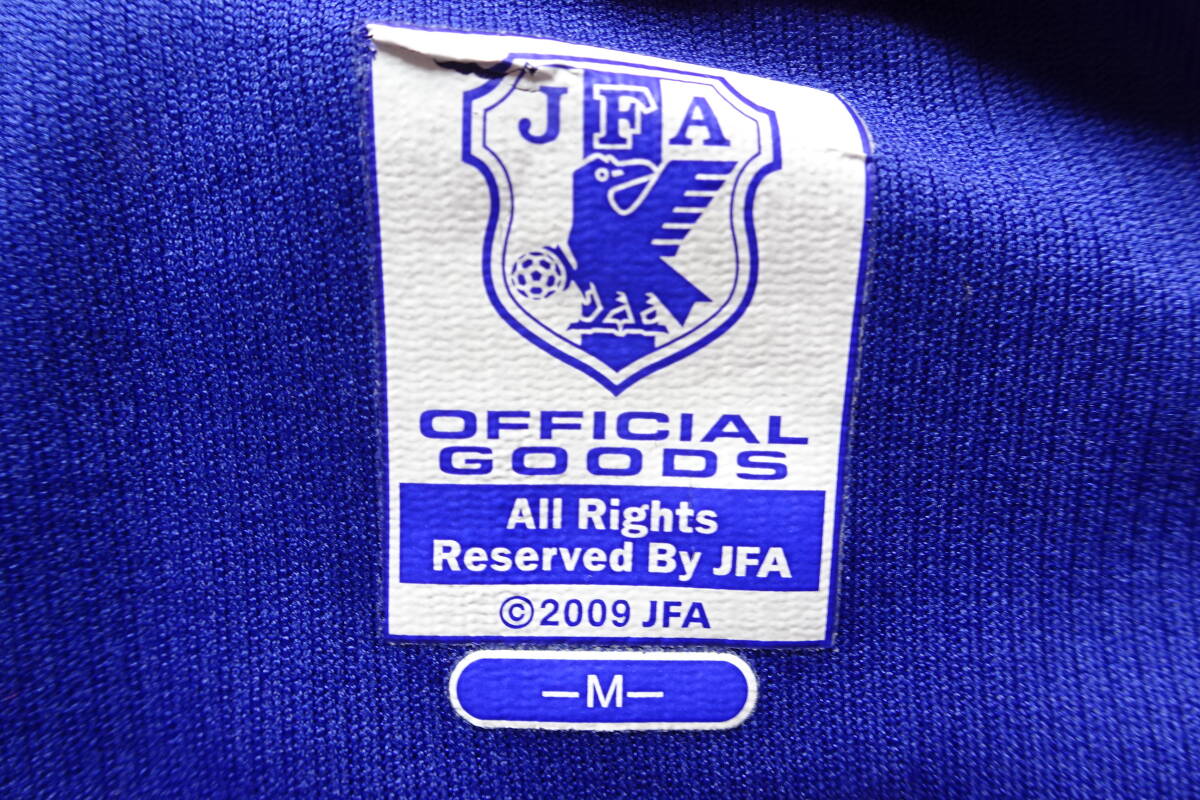 JFA
OFFICIAL
GOODS
All Rights
Reserved By JFA
©2009 JFA
—M—